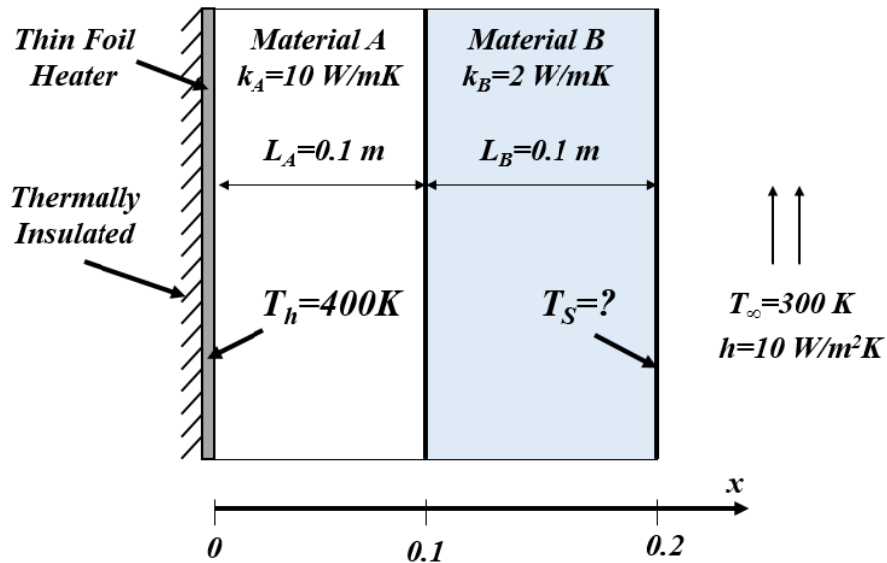 Thin Foil
Heater
Material A
k_A=10 W/mK
Material B
k_B=2 W/mK
L_A=0.1 m
L_B=0.1 m
Thermally
Insulated
T_h=400K
T_S=?
T_∞=300 K
h=10 W/m²K
x
0
0.1
0.2